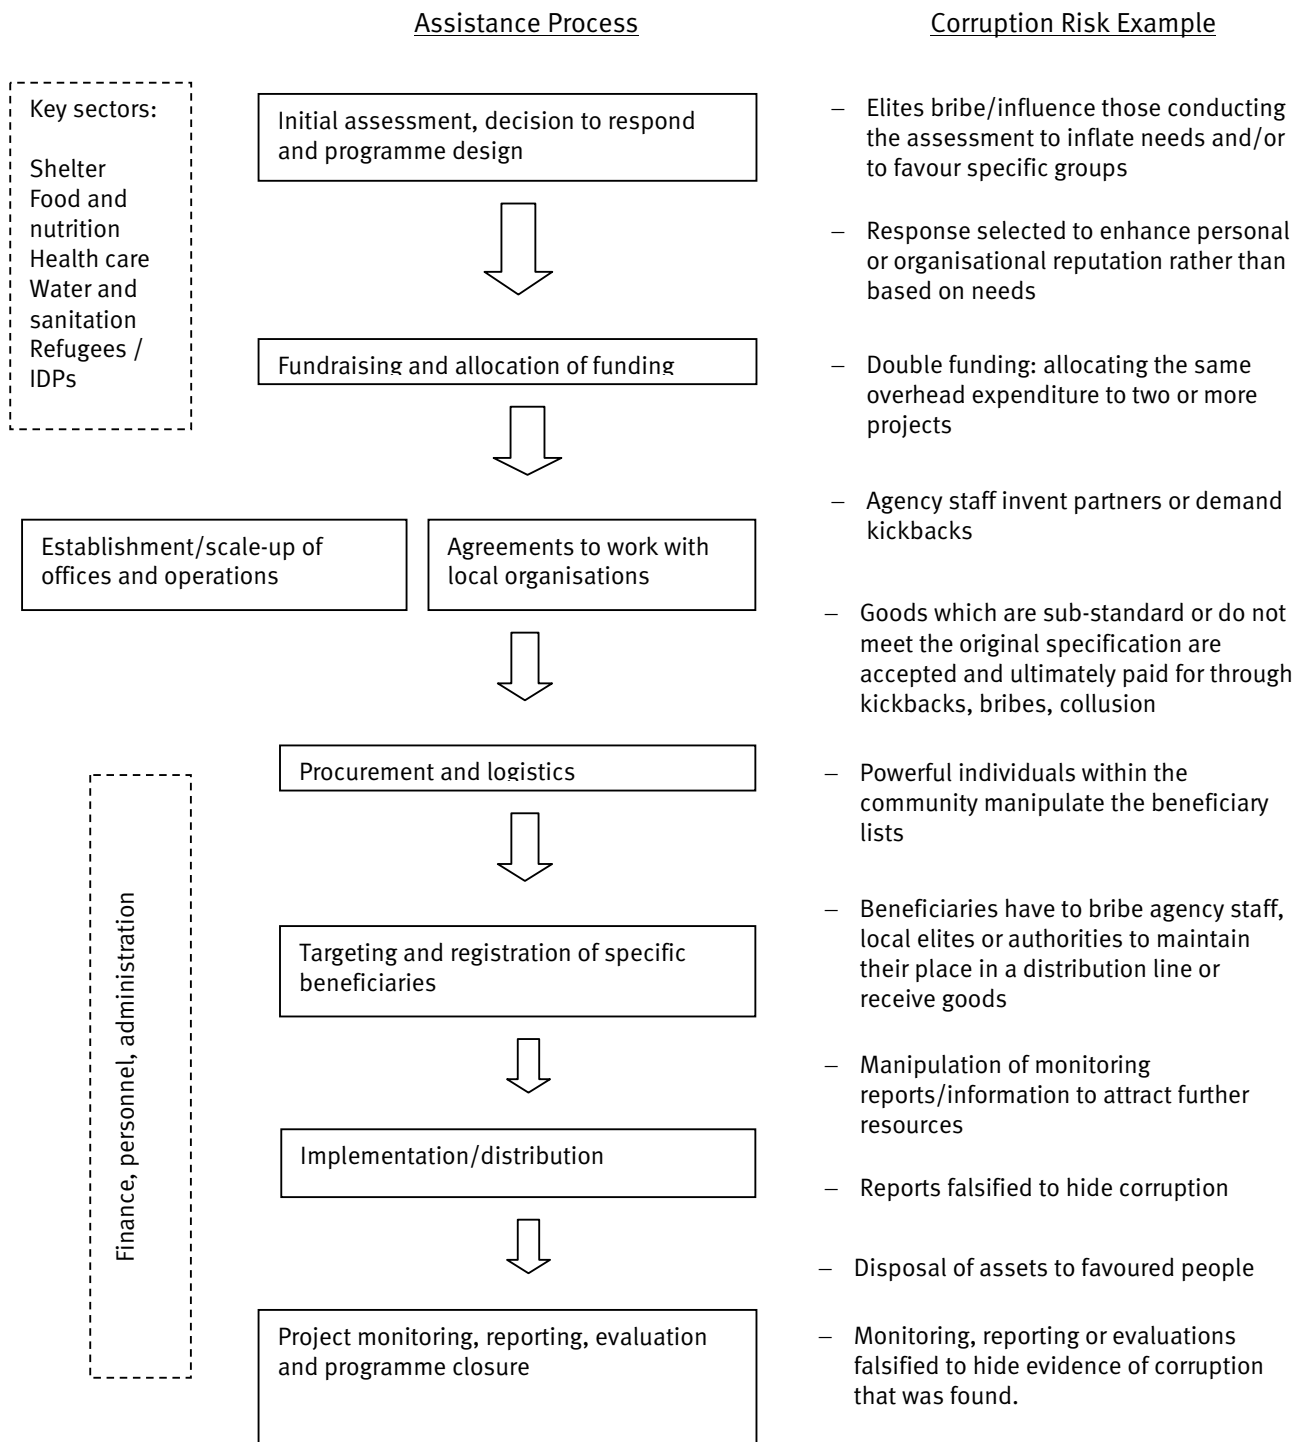 Assistance Process
Corruption Risk Example
Key sectors:
Shelter
Food and
nutrition
Health care
Water and
sanitation
Refugees /
IDPs
Initial assessment, decision to respond
and programme design
Fundraising and allocation of funding
Establishment/scale-up of
offices and operations
Agreements to work with
local organisations
Procurement and logistics
Targeting and registration of specific
beneficiaries
Implementation/distribution
Project monitoring, reporting, evaluation
and programme closure
Finance, personnel, administration
– Elites bribe/influence those conducting
the assessment to inflate needs and/or
to favour specific groups
– Response selected to enhance personal
or organisational reputation rather than
based on needs
– Double funding: allocating the same
overhead expenditure to two or more
projects
– Agency staff invent partners or demand
kickbacks
– Goods which are sub-standard or do not
meet the original specification are
accepted and ultimately paid for through
kickbacks, bribes, collusion
– Powerful individuals within the
community manipulate the beneficiary
lists
– Beneficiaries have to bribe agency staff,
local elites or authorities to maintain
their place in a distribution line or
receive goods
– Manipulation of monitoring
reports/information to attract further
resources
– Reports falsified to hide corruption
– Disposal of assets to favoured people
– Monitoring, reporting or evaluations
falsified to hide evidence of corruption
that was found.